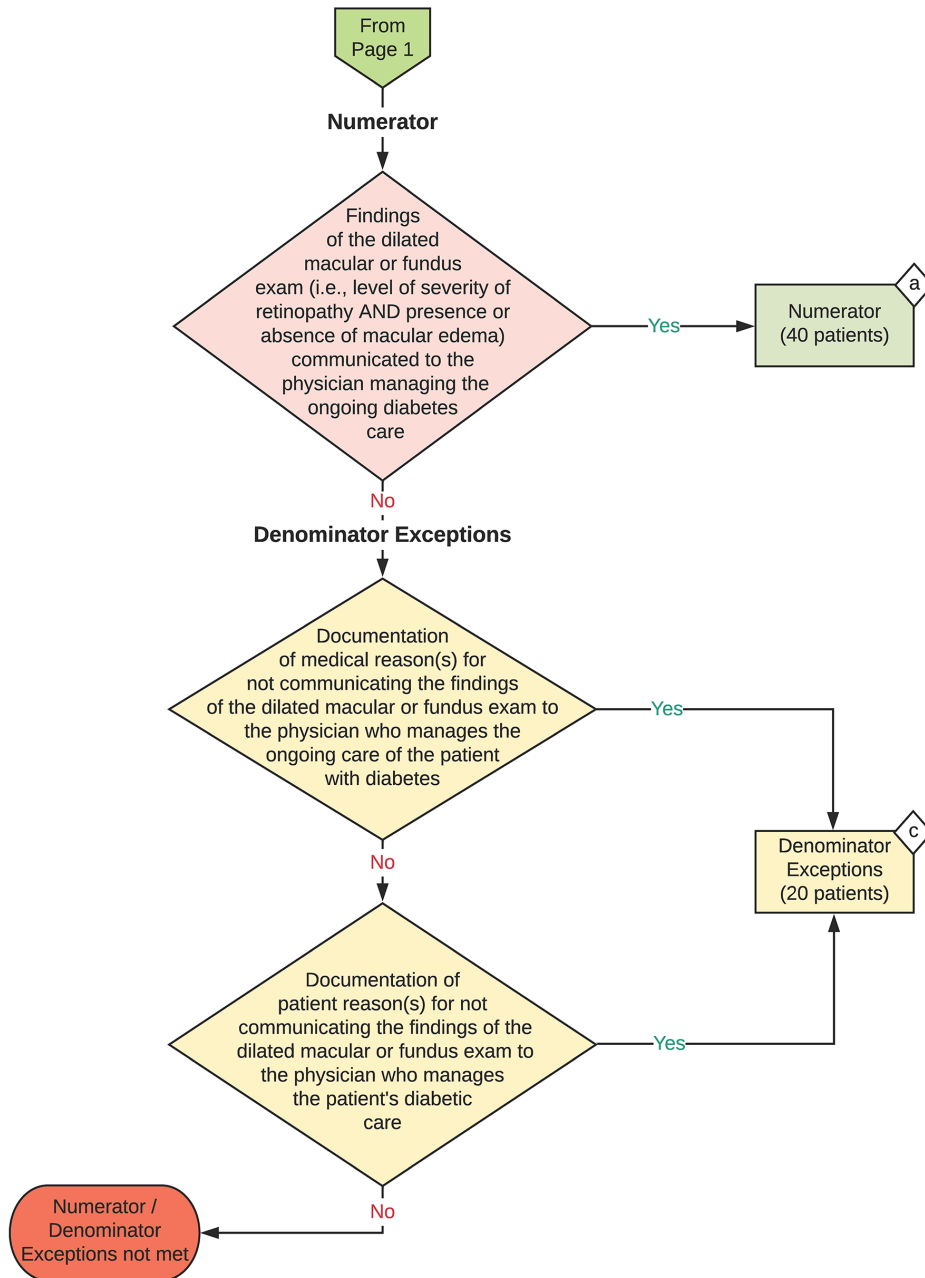 From
Page 1
Numerator
Findings
of the dilated
macular or fundus
exam (i.e., level of severity of
retinopathy AND presence or
absence of macular edema)
communicated to the
physician managing the
ongoing diabetes
care
Yes
a
Numerator
(40 patients)
No
Denominator Exceptions
Documentation
of medical reason(s) for
not communicating the findings
of the dilated macular or fundus exam to
the physician who manages the
ongoing care of the patient
with diabetes
Yes
c
Denominator
Exceptions
(20 patients)
No
Documentation of
patient reason(s) for not
communicating the findings of the
dilated macular or fundus exam to
the physician who manages
the patient's diabetic
care
Yes
No
Numerator /
Denominator
Exceptions not met